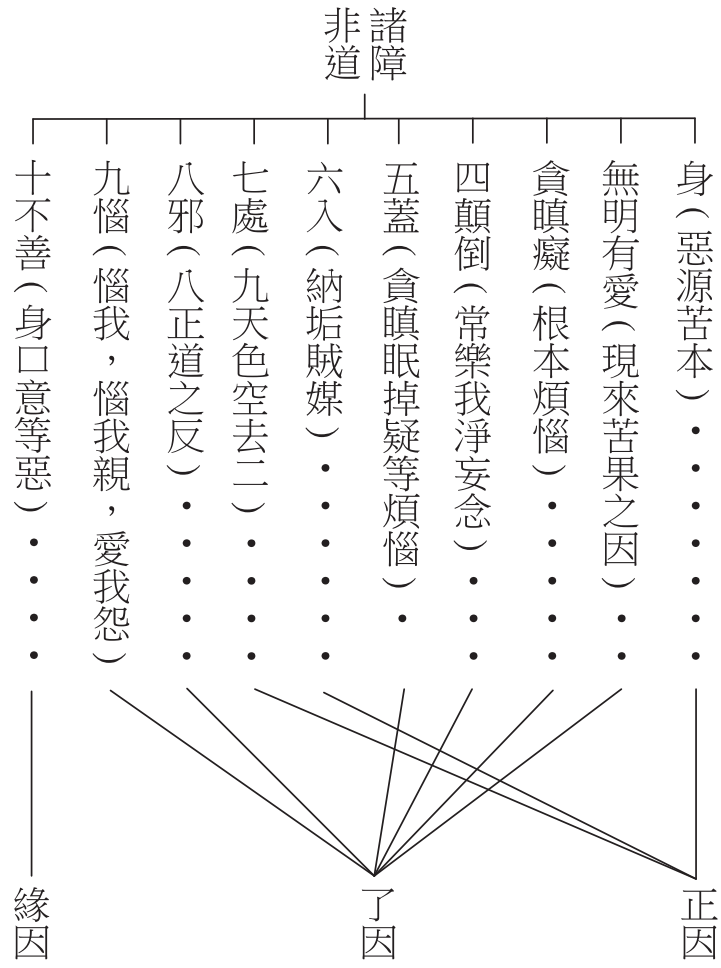 諸障
非道
身（惡源苦本）・・・・・・・
無明有愛（現來苦果之因）・・
貪瞋癡（根本煩惱）・・・・・
四顛倒（常樂我淨妄念）・・・
五蓋（貪瞋眠掉疑等煩惱）・
六入（納垢賊媒）・・・・・・
七處（九天色空去二）・・・・
八邪（八正道之反）・・・・・
九惱（惱我，惱我親，愛我怨）
十不善（身口意等惡）・・・・
正因
了因
緣因